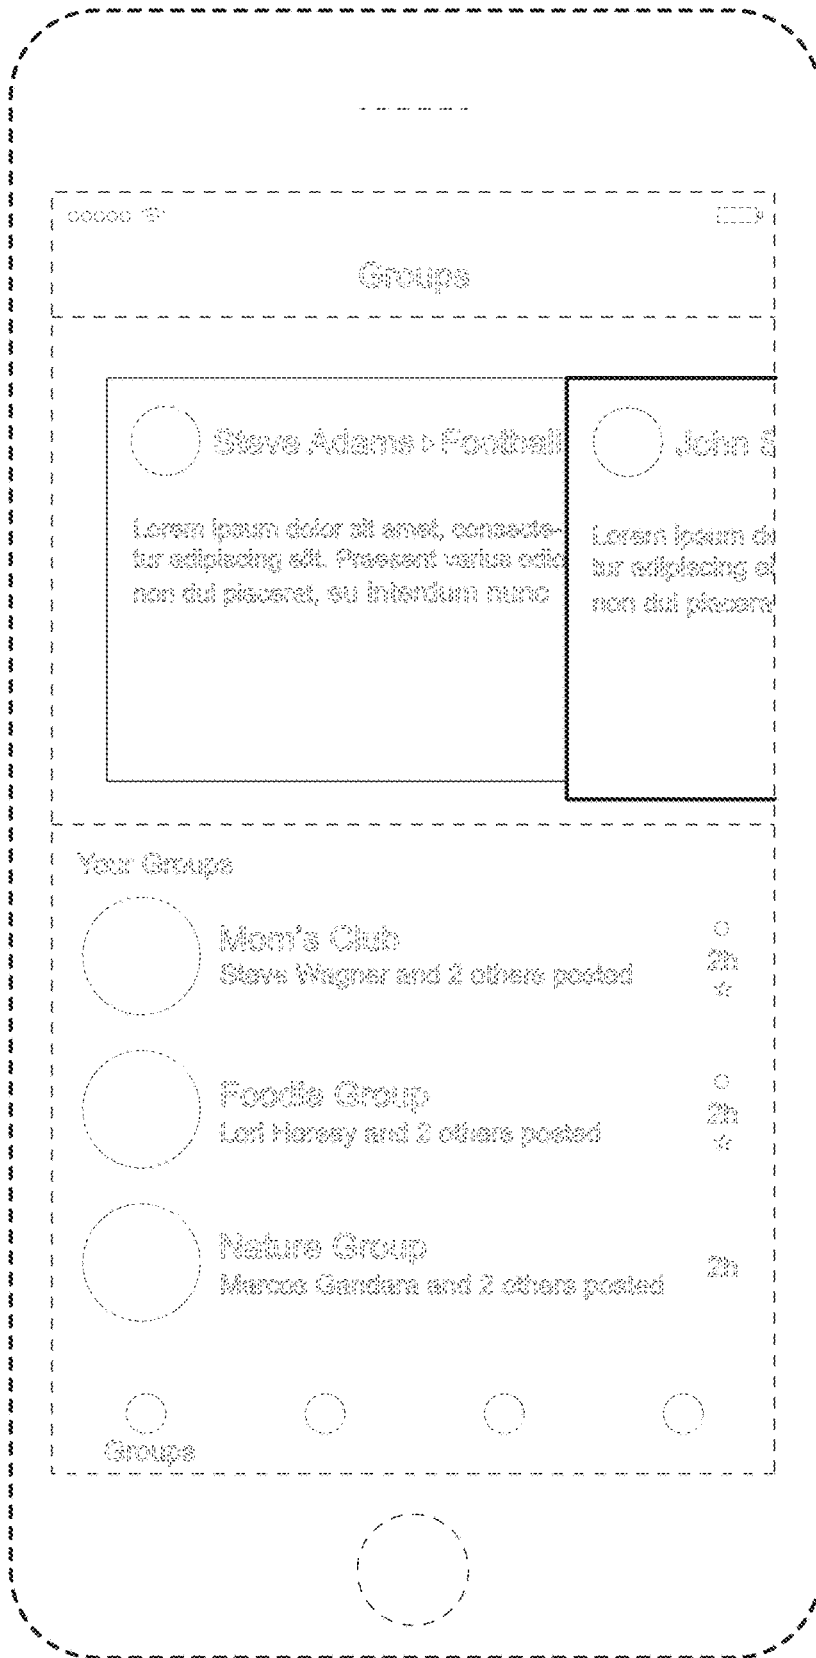 Groups
Steve Adams ▸ Football
John S
Lorem ipsum dolor sit amet, consecte-
tur adipiscing elit. Praesent varius odio
non dui placerat, eu interdum nunc
Lorem ipsum do
tur adipiscing el
non dui placera
Your Groups
Mom's Club
Steve Wagner and 2 others posted
2h
Foodie Group
Lori Hersey and 2 others posted
2h
Nature Group
Marcos Gandara and 2 others posted
2h
Groups